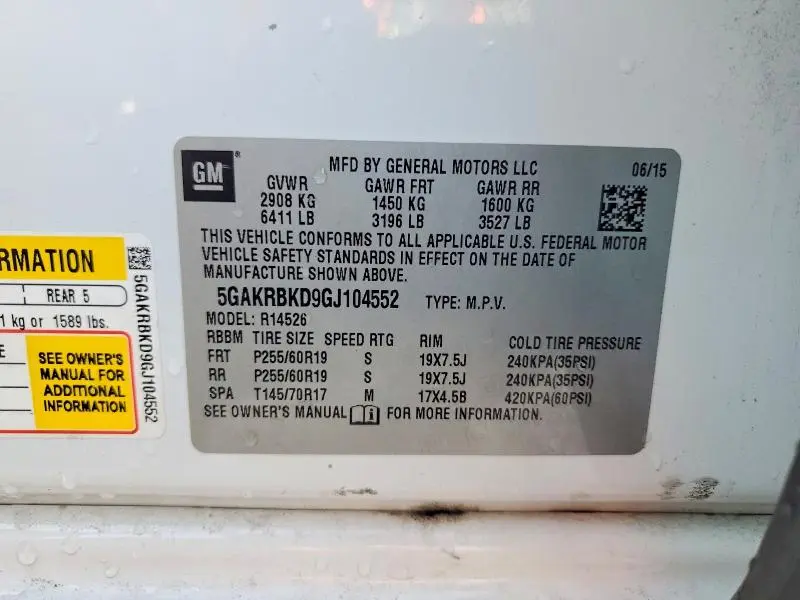 GM
MFD BY GENERAL MOTORS LLC 06/15
GVWR GAWR FRT GAWR RR
2908 KG 1450 KG 1600 KG
6411 LB 3196 LB 3527 LB
THIS VEHICLE CONFORMS TO ALL APPLICABLE U.S. FEDERAL MOTOR
VEHICLE SAFETY STANDARDS IN EFFECT ON THE DATE OF
MANUFACTURE SHOWN ABOVE.
5GAKRBKD9GJ104552 TYPE: M.P.V.
MODEL: R14526
RBBM TIRE SIZE SPEED RTG RIM COLD TIRE PRESSURE
FRT P255/60R19 S 19X7.5J 240KPA(35PSI)
RR P255/60R19 S 19X7.5J 240KPA(35PSI)
SPA T145/70R17 M 17X4.5B 420KPA(60PSI)
SEE OWNER'S MANUAL FOR MORE INFORMATION.
REAR 5
kg or 1589 lbs.
SEE OWNER'S
MANUAL FOR
ADDITIONAL
INFORMATION
5GAKRBKD9GJ104552